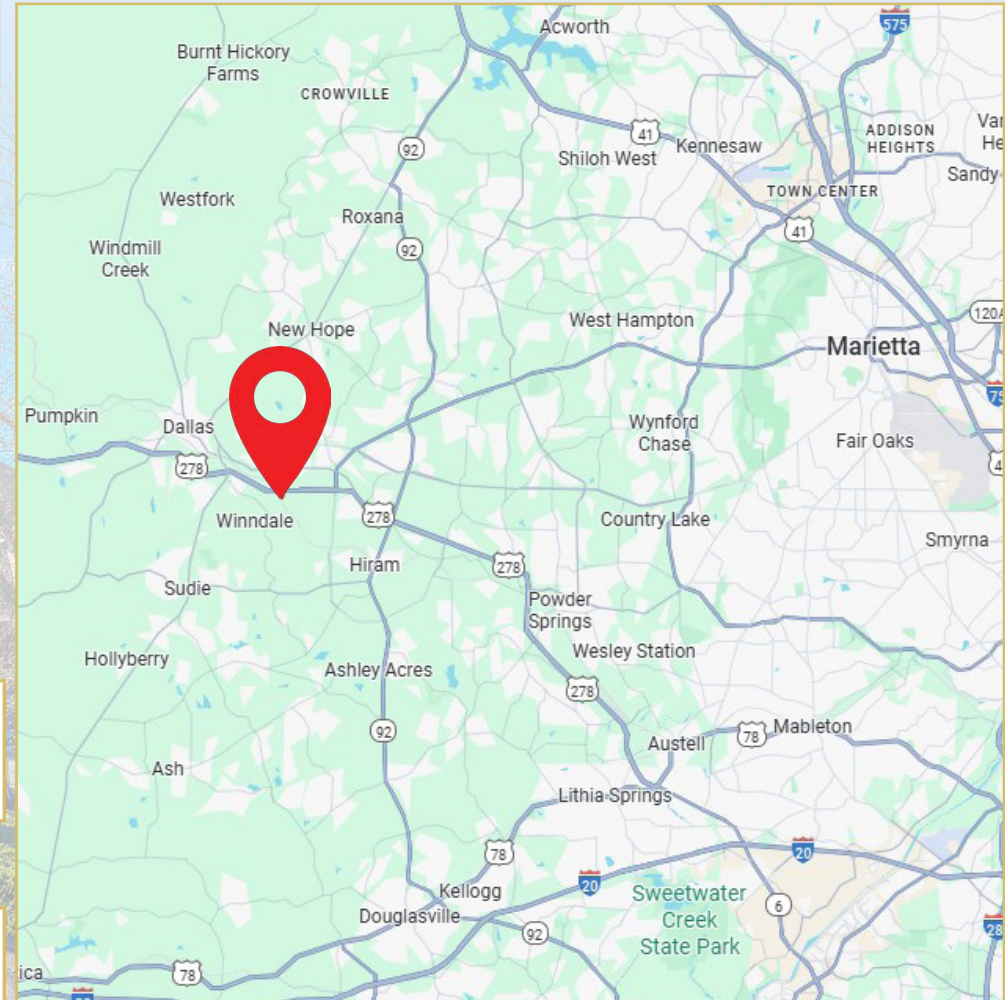 575
Acworth
Burnt Hickory
Farms
CROWVILLE
41
ADDISON
HEIGHTS
92
Shiloh West
Kennesaw
Sandy
Westfork
TOWN CENTER
Roxana
41
Windmill
Creek
92
120A
New Hope
West Hampton
Marietta
75
Pumpkin
Dallas
Wynford
Chase
Fair Oaks
278
Winndale
278
Country Lake
Smyrna
Hiram
278
Sudie
Powder
Springs
Hollyberry
Ashley Acres
Wesley Station
278
92
Austell
78
Mableton
Ash
Lithia Springs
78
20
20
Kellogg
Sweetwater
Creek
State Park
6
Douglasville
92
78